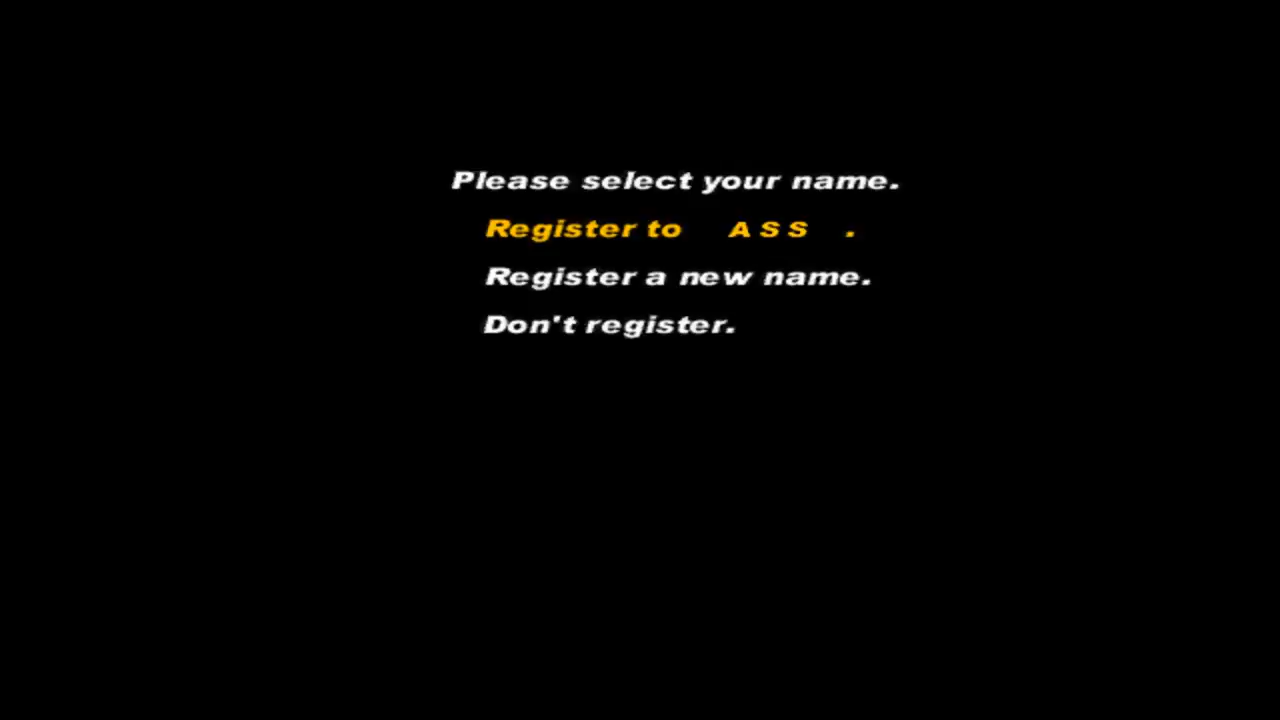 Please select your name.
Register to ASS .
Register a new name.
Don't register.